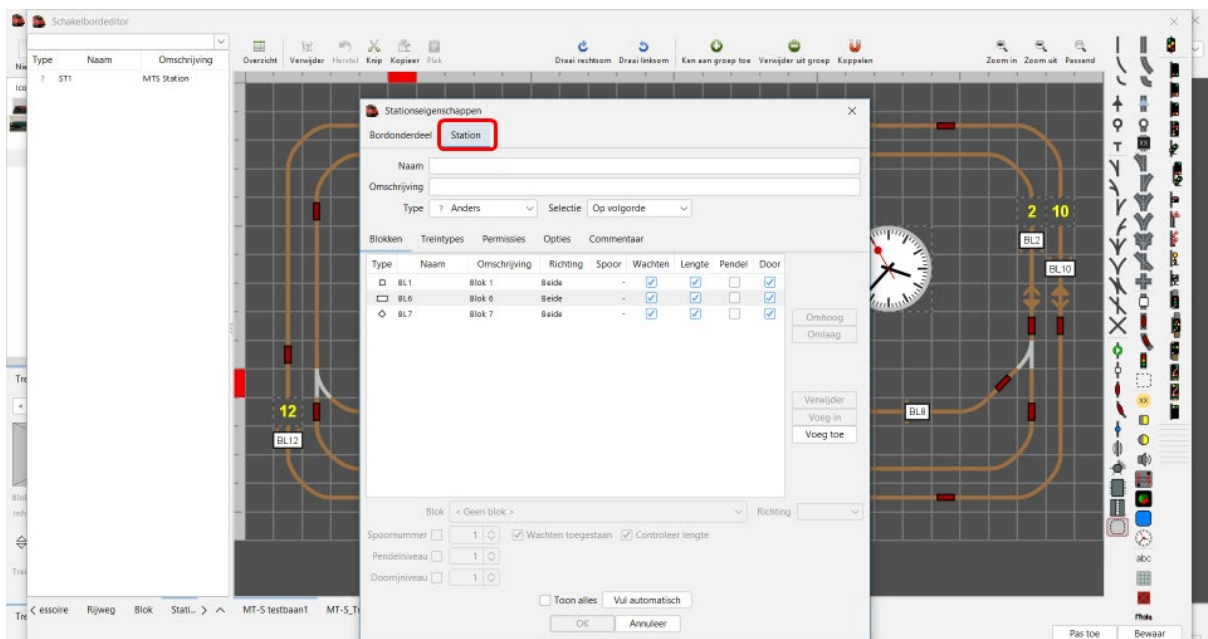 Schakelbordeditor
Type Naam Omschrijving
? ST1 MTS Station
Overzicht Verwijder Herstel Knip Kopieer Plak Draai rechtsom Draai linksom Ken aan groep toe Verwijder uit groep Koppelen Zoom in Zoom uit Passend
Stationseigenschappen
Bordonderdeel Station
Naam
Omschrijving
Type ? Anders Selectie Op volgorde
Blokken Treintypes Permissies Opties Commentaar
Type Naam Omschrijving Richting Spoor Wachten Lengte Pendel Door
BL1 Blok 1 Beide -
BL6 Blok 6 Beide -
BL7 Blok 7 Beide -
Omhoog
Omlaag
Verwijder
Voeg in
Voeg toe
Blok < Geen blok > Richting
Spoornummer 1 Wachten toegestaan Controleer lengte
Pendelniveau 1
Doorrijniveau 1
Toon alles Vul automatisch
OK Annuleer
2 10
BL2
BL10
12
BL12
BL8
T
XX
XX
abc
< essoire Rijweg Blok Stati... > MT-S testbaan1
Pas toe Bewaar